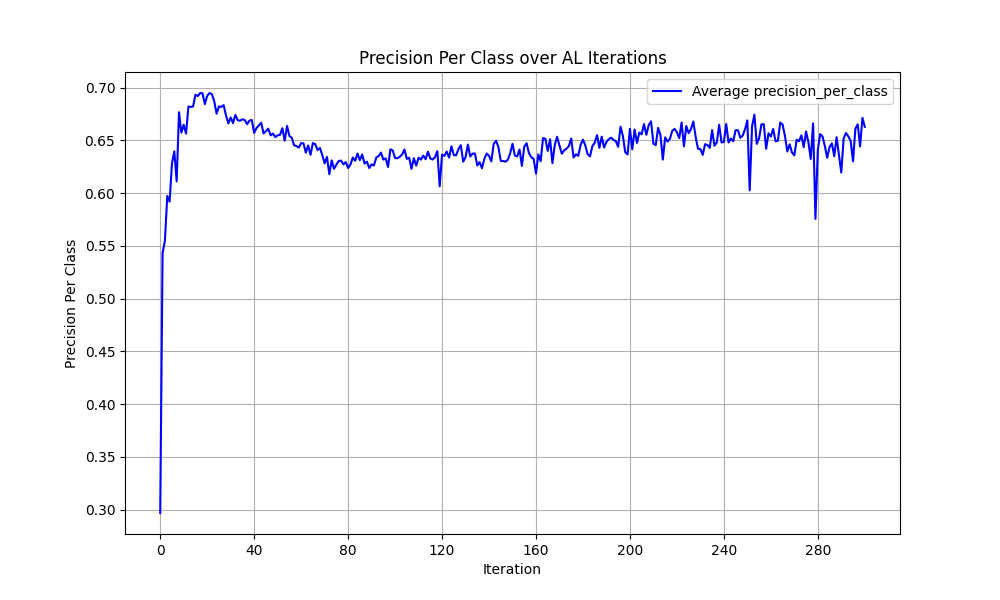 Precision Per Class over AL Iterations
Average precision_per_class
Precision Per Class
0.70
0.65
0.60
0.55
0.50
0.45
0.40
0.35
0.30
0 40 80 120 160 200 240 280
Iteration